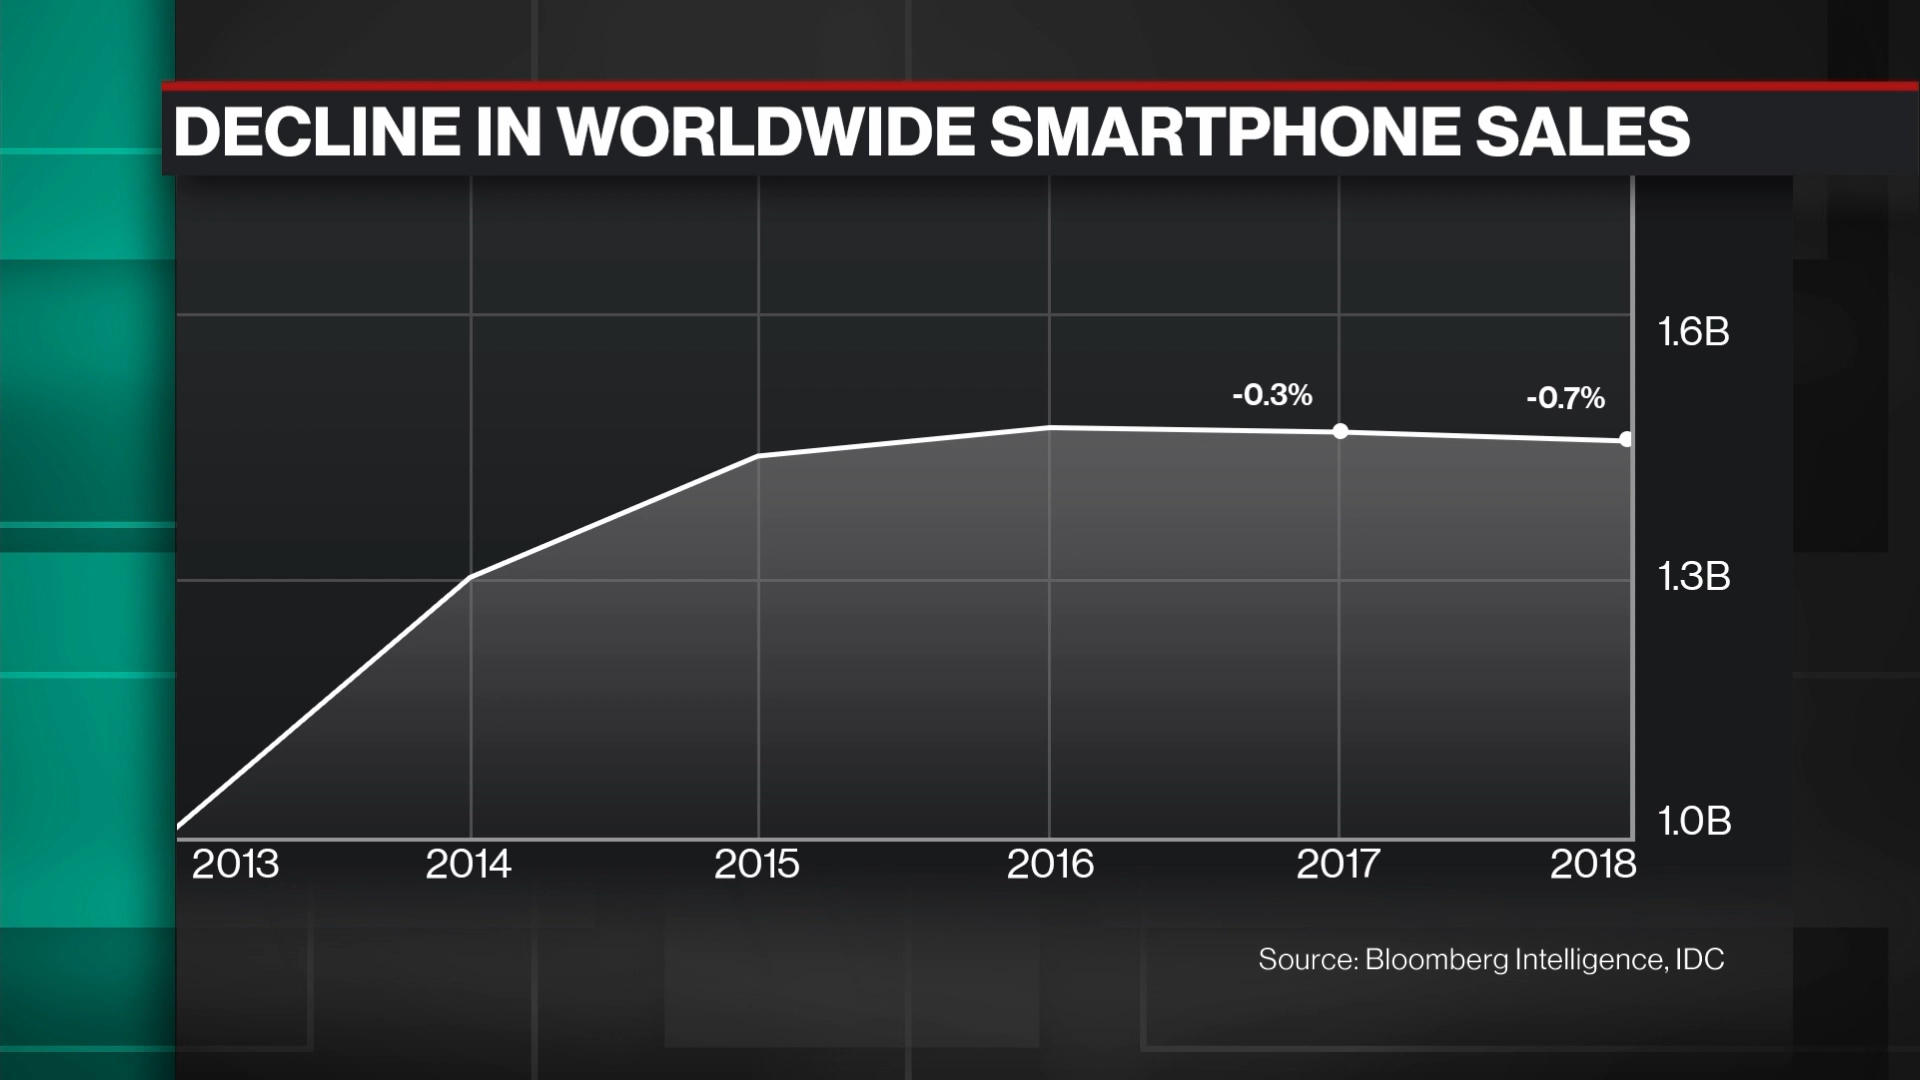 DECLINE IN WORLDWIDE SMARTPHONE SALES
1.6B
-0.3%
-0.7%
1.3B
1.0B
2013
2014
2015
2016
2017
2018
Source: Bloomberg Intelligence, IDC